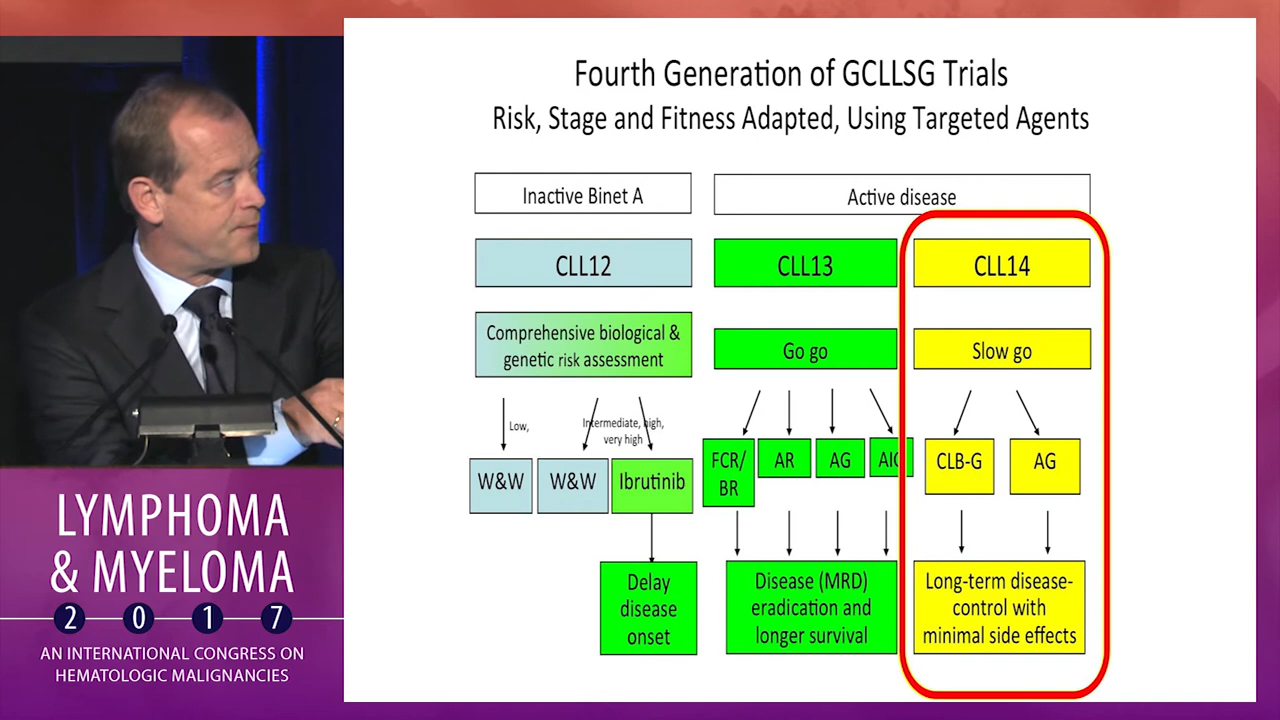 Fourth Generation of GCLLSG Trials
Risk, Stage and Fitness Adapted, Using Targeted Agents
Inactive Binet A
Active disease
CLL12
CLL13
CLL14
Comprehensive biological &
genetic risk assessment
Go go
Slow go
Low,
Intermediate, high,
very high
W&W
W&W
Ibrutinib
FCR/
BR
AR
AG
AIG
CLB-G
AG
Delay
disease
onset
Disease (MRD)
eradication and
longer survival
Long-term disease-
control with
minimal side effects
LYMPHOMA
& MYELOMA
2 0 1 7
AN INTERNATIONAL CONGRESS ON
HEMATOLOGIC MALIGNANCIES